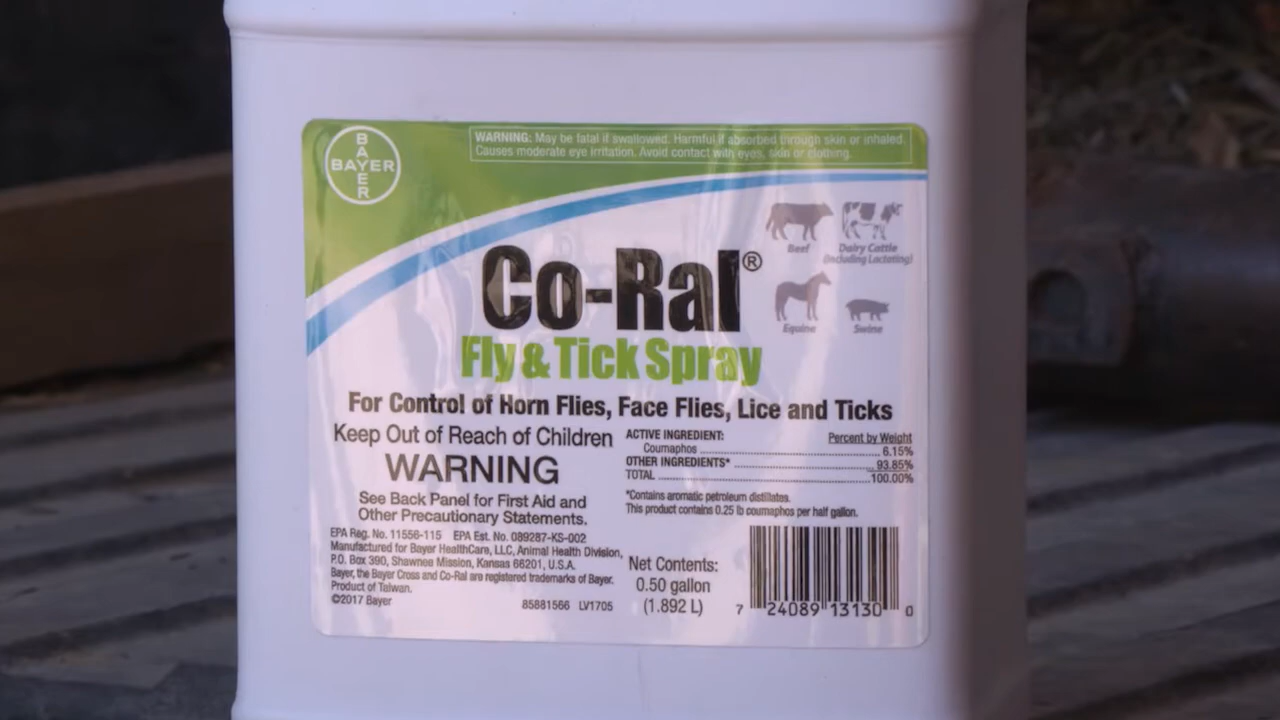 BAYER
BAYER
WARNING: May be fatal if swallowed. Harmful if absorbed through skin or inhaled
Causes moderate eye irritation. Avoid contact with eyes, skin or clothing.
Beef
Dairy Cattle
(Including Lactating)
Equine
Swine
Co-Ral®
Fly & Tick Spray
For Control of Horn Flies, Face Flies, Lice and Ticks
Keep Out of Reach of Children
WARNING
See Back Panel for First Aid and
Other Precautionary Statements.
ACTIVE INGREDIENT: Percent by Weight
Coumaphos 6.15%
OTHER INGREDIENTS* 93.85%
TOTAL 100.00%
*Contains aromatic petroleum distillates.
This product contains 0.25 lb coumaphos per half gallon.
EPA Reg. No. 11556-115 EPA Est. No. 089287-KS-002
Manufactured for Bayer HealthCare, LLC, Animal Health Division,
P.O. Box 390, Shawnee Mission, Kansas 66201, U.S.A.
Bayer, the Bayer Cross and Co-Ral are registered trademarks of Bayer.
Product of Taiwan.
©2017 Bayer
85881566 LV1705
Net Contents:
0.50 gallon
(1.892 L)
7 24089 13130 0